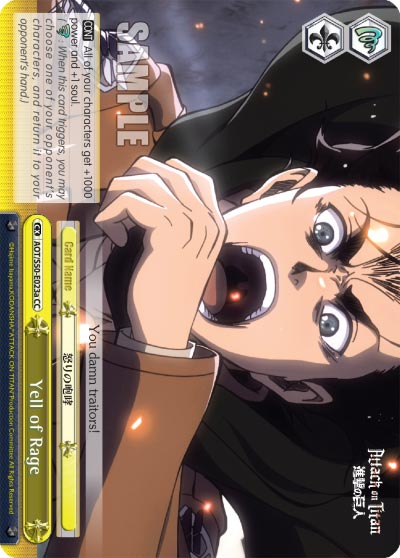 SAMPLE
[CONT] All of your characters get +1000
power and +1 soul.
: When this card triggers, you may
choose one of your opponent's
characters, and return it to your
opponent's hand.)
You damn traitors!
Card Name
怒りの咆哮
CX AOT/S50-E023a CC
Yell of Rage
©Hajime Isayama,KODANSHA/"ATTACK ON TITAN"Production Committee All Rights Reserved.
Attack on Titan
進撃の巨人